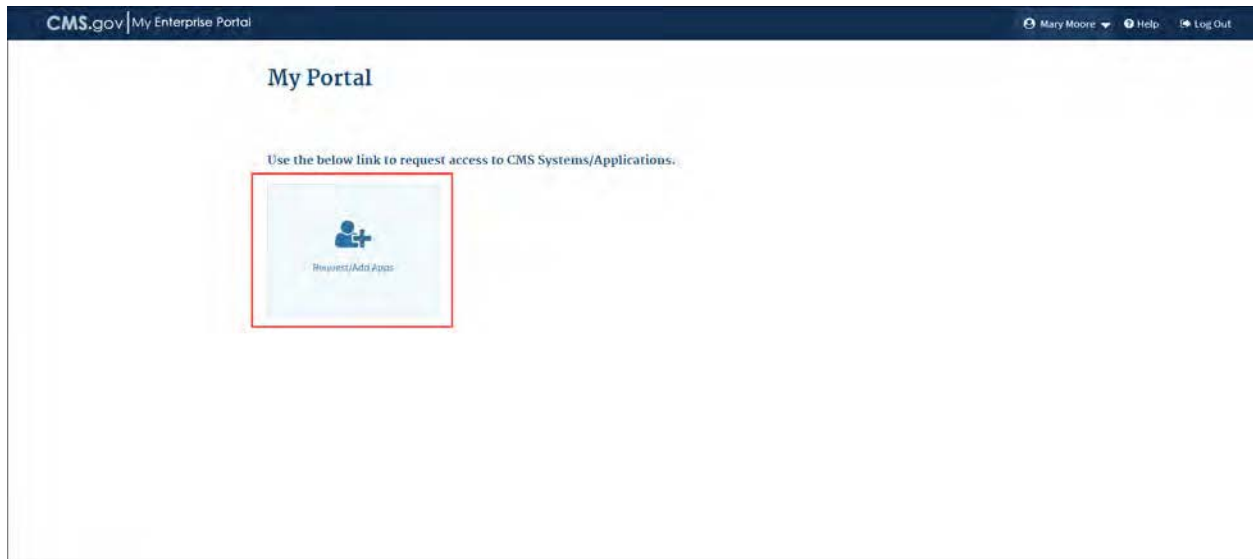 CMS.gov My Enterprise Portal
Mary Moore Help Log Out
My Portal
Use the below link to request access to CMS Systems/Applications.
Request/Add Apps